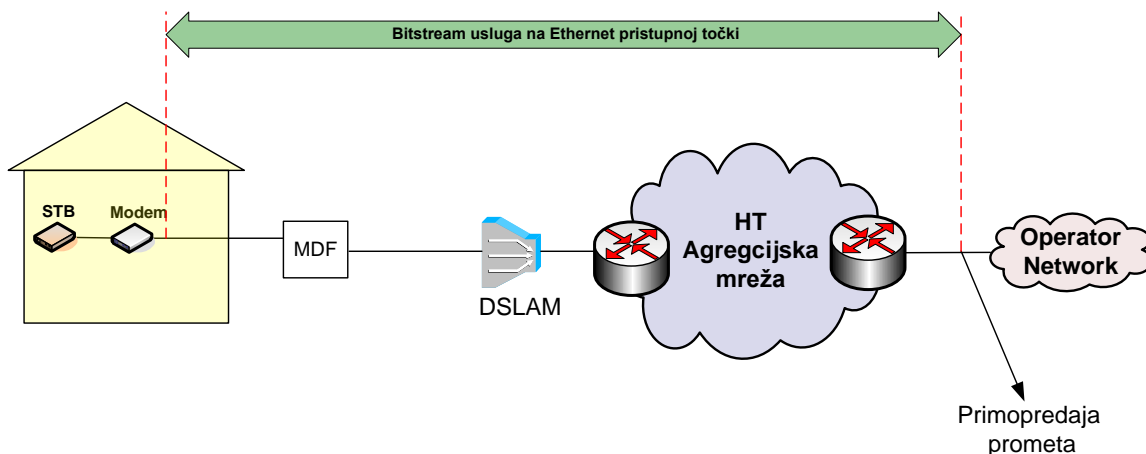 Bitstream usluga na Ethernet pristupnoj točki
STB
Modem
MDF
DSLAM
HT
Agregcijska
mreža
Operator
Network
Primopredaja
prometa